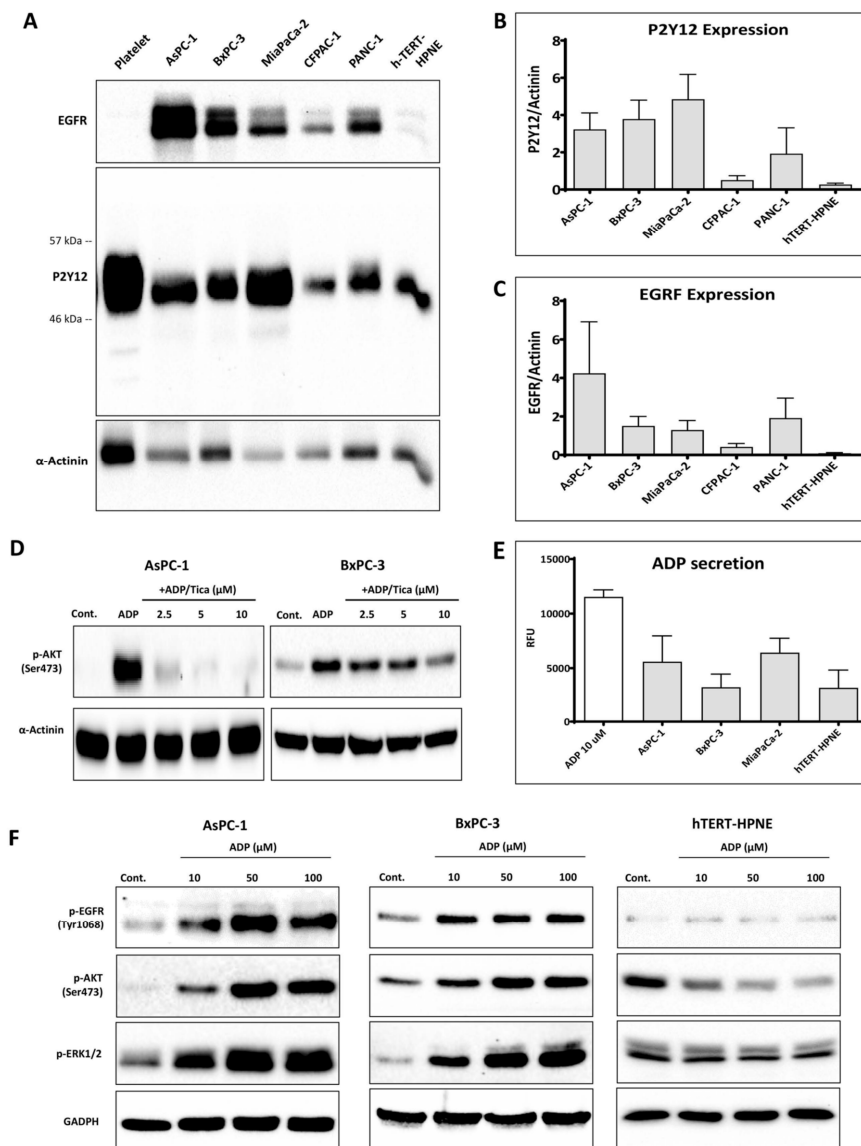 A
Platelet
AsPC-1
BxPC-3
MiaPaCa-2
CFPAC-1
PANC-1
h-TERT-
HPNE
EGFR
57 kDa --
P2Y12
46 kDa --
α-Actinin
B
P2Y12 Expression
P2Y12/Actinin
8
6
4
2
0
AsPC-1
BxPC-3
MiaPaCa-2
CFPAC-1
PANC-1
hTERT-HPNE
C
EGRF Expression
EGFR/Actinin
8
6
4
2
0
AsPC-1
BxPC-3
MiaPaCa-2
CFPAC-1
PANC-1
hTERT-HPNE
D
AsPC-1
BxPC-3
+ADP/Tica (µM)
+ADP/Tica (µM)
Cont. ADP 2.5 5 10
Cont. ADP 2.5 5 10
p-AKT
(Ser473)
α-Actinin
E
ADP secretion
RFU
15000
10000
5000
0
ADP 10 uM
AsPC-1
BxPC-3
MiaPaCa-2
hTERT-HPNE
F
AsPC-1
BxPC-3
hTERT-HPNE
ADP (µM)
ADP (µM)
ADP (µM)
Cont. 10 50 100
Cont. 10 50 100
Cont. 10 50 100
p-EGFR
(Tyr1068)
p-AKT
(Ser473)
p-ERK1/2
GADPH